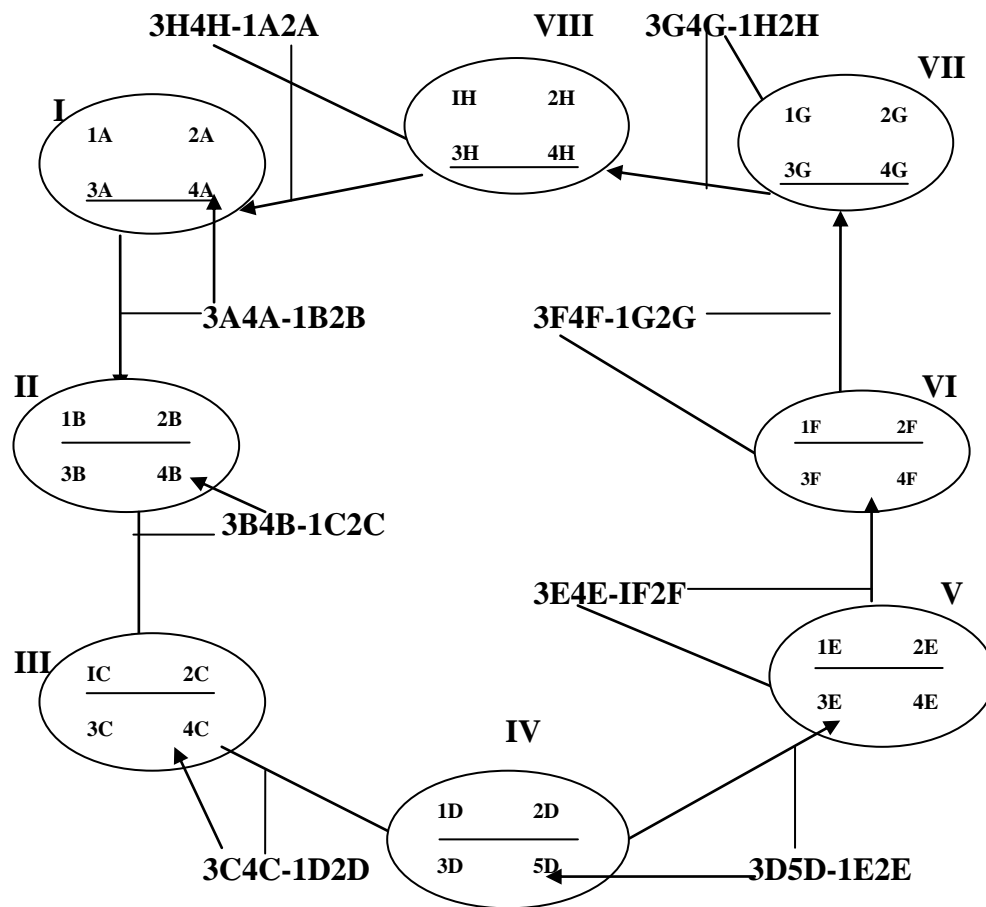 3H4H-1A2A VIII 3G4G-1H2H
VII
I
1A 2A
3A 4A
IH 2H
3H 4H
1G 2G
3G 4G
3A4A-1B2B
3F4F-1G2G
II
1B 2B
3B 4B
VI
1F 2F
3F 4F
3B4B-1C2C
3E4E-IF2F
V
1E 2E
3E 4E
III
IC 2C
3C 4C
IV
1D 2D
3D 5D
3C4C-1D2D
3D5D-1E2E